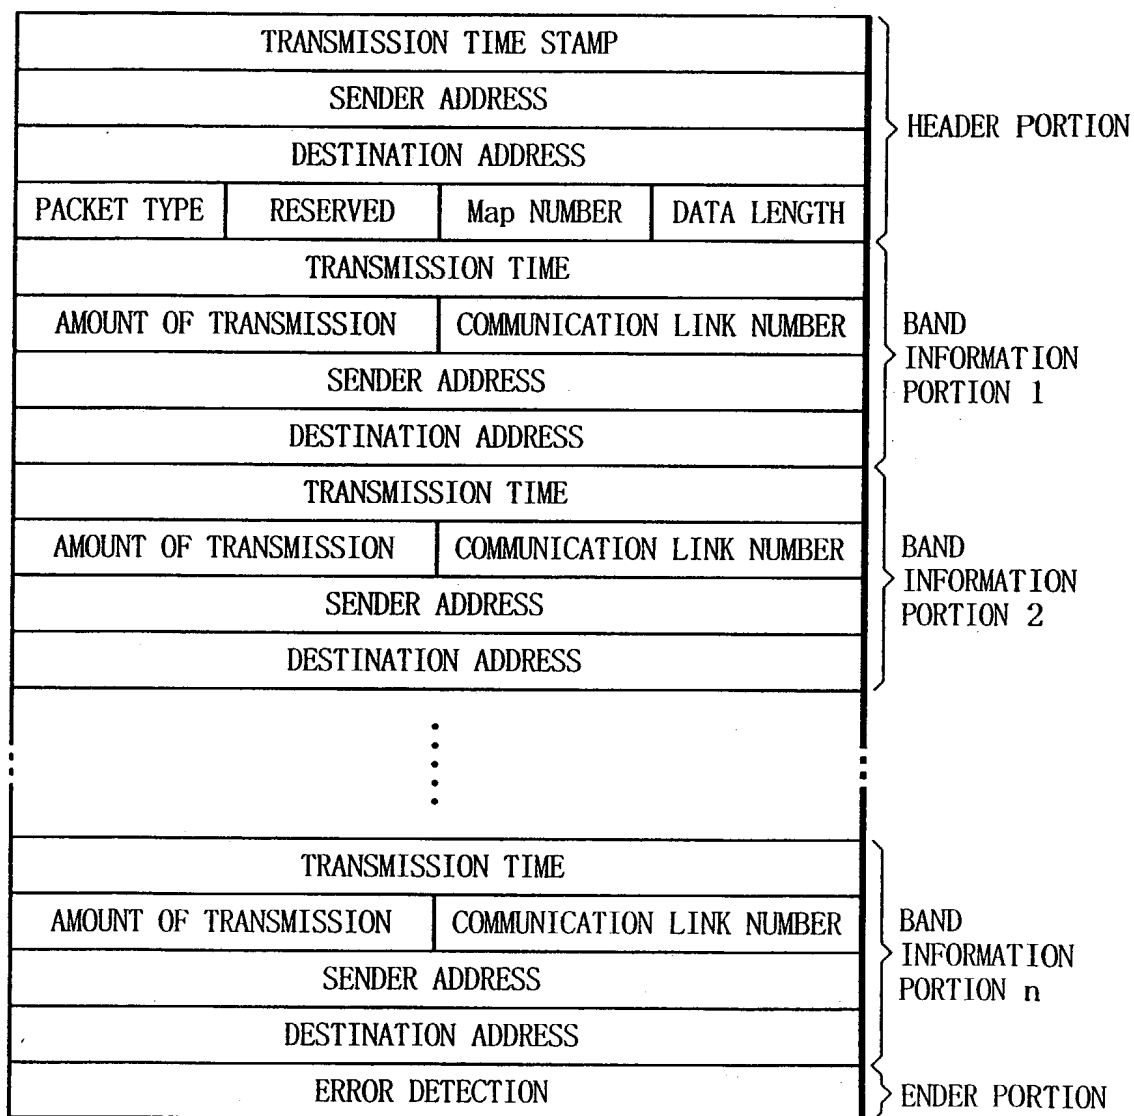 TRANSMISSION TIME STAMP
SENDER ADDRESS
DESTINATION ADDRESS
HEADER PORTION
PACKET TYPE RESERVED Map NUMBER DATA LENGTH
TRANSMISSION TIME
AMOUNT OF TRANSMISSION COMMUNICATION LINK NUMBER
SENDER ADDRESS
DESTINATION ADDRESS
BAND
INFORMATION
PORTION 1
TRANSMISSION TIME
AMOUNT OF TRANSMISSION COMMUNICATION LINK NUMBER
SENDER ADDRESS
DESTINATION ADDRESS
BAND
INFORMATION
PORTION 2
TRANSMISSION TIME
AMOUNT OF TRANSMISSION COMMUNICATION LINK NUMBER
SENDER ADDRESS
DESTINATION ADDRESS
BAND
INFORMATION
PORTION n
ERROR DETECTION
ENDER PORTION